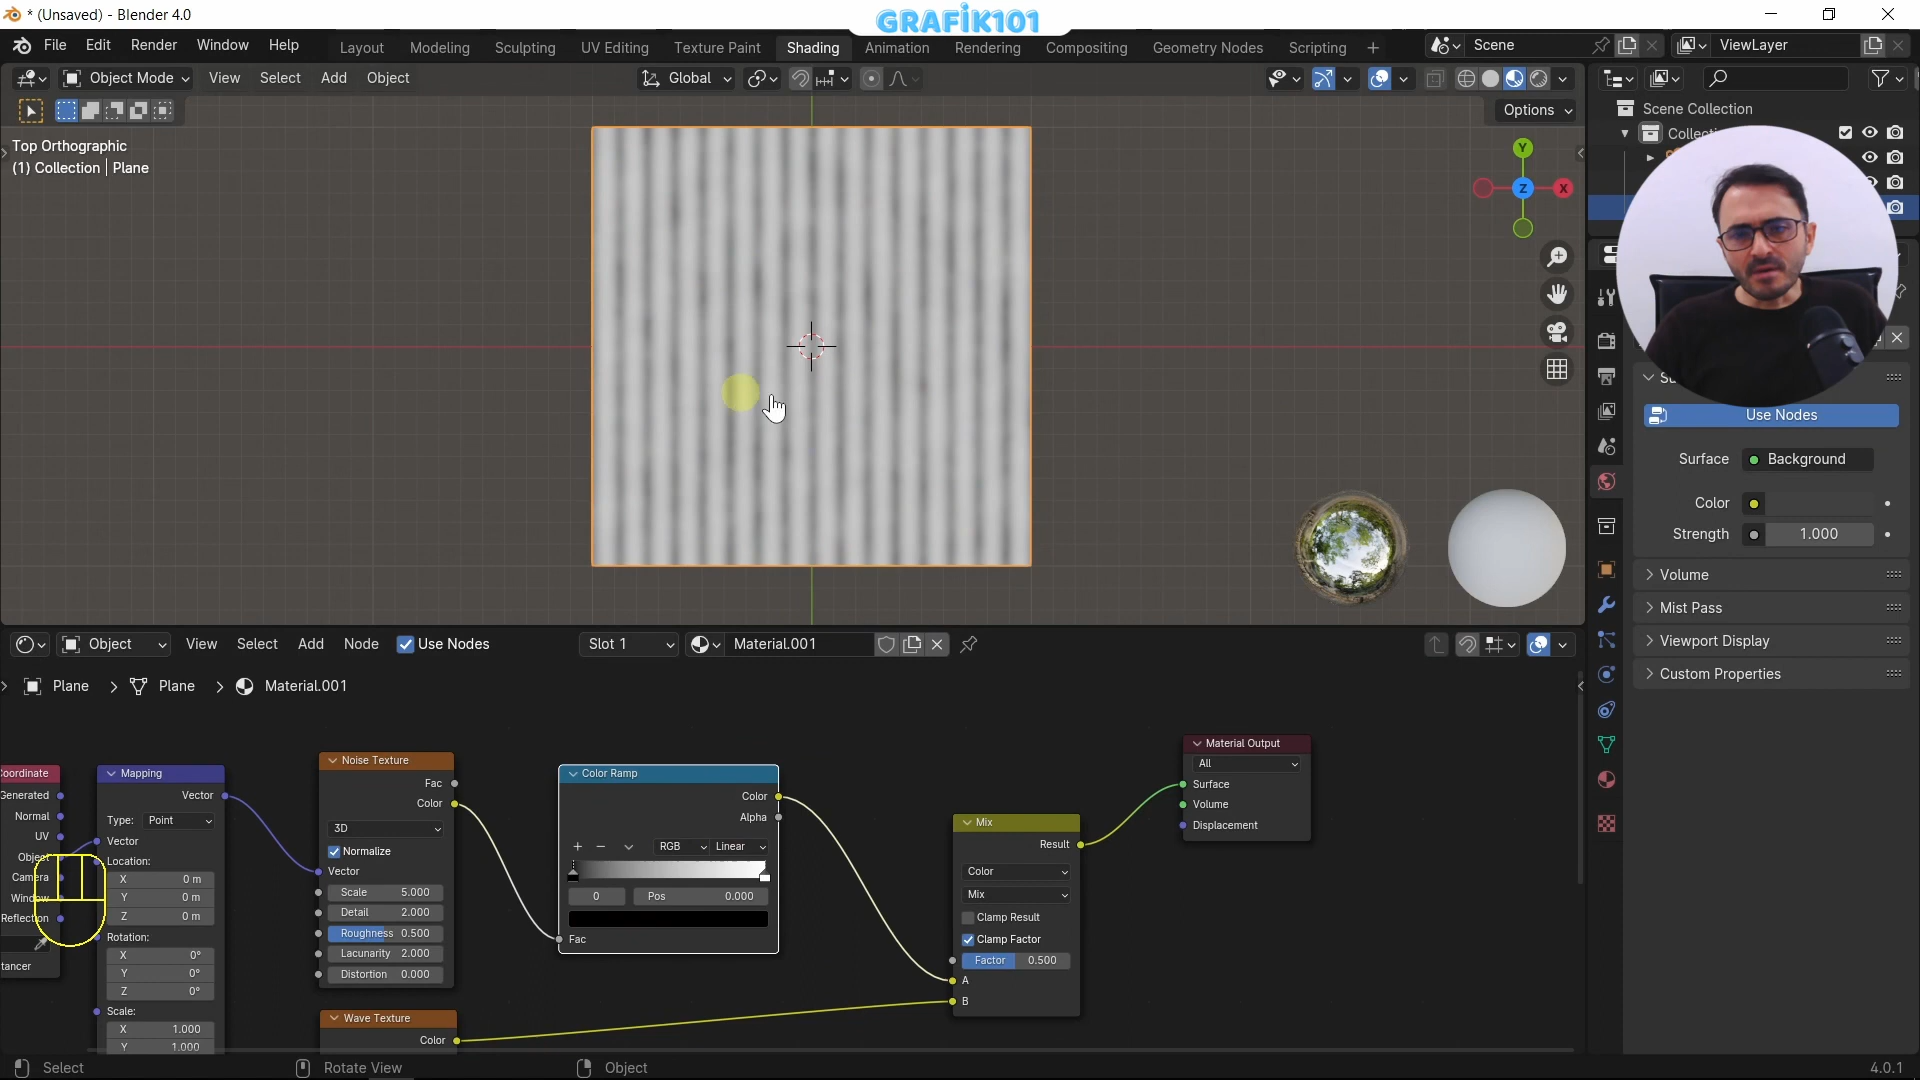 * (Unsaved) - Blender 4.0
GRAFİK101
File Edit Render Window Help
Layout Modeling Sculpting UV Editing Texture Paint Shading Animation Rendering Compositing Geometry Nodes Scripting
Scene
ViewLayer
Object Mode View Select Add Object
Global
Options
Scene Collection
Top Orthographic
(1) Collection | Plane
Y
Z
X
Use Nodes
Surface Background
Color
Strength 1.000
Volume
Mist Pass
Viewport Display
Custom Properties
Object View Select Add Node Use Nodes
Slot 1
Material.001
Plane > Plane > Material.001
Generated
Normal
UV
Object
Camera
Window
Reflection
Mapping
Vector
Type: Point
Vector
Location:
X 0 m
Y 0 m
Z 0 m
Rotation:
X 0°
Y 0°
Z 0°
Scale:
X 1.000
Y 1.000
Noise Texture
Fac
Color
3D
Normalize
Vector
Scale 5.000
Detail 2.000
Roughness 0.500
Lacunarity 2.000
Distortion 0.000
Wave Texture
Color
Color Ramp
Color
Alpha
RGB Linear
0 Pos 0.000
Fac
Mix
Result
Color
Mix
Clamp Result
Clamp Factor
Factor 0.500
A
B
Material Output
All
Surface
Volume
Displacement
Select Rotate View Object
4.0.1